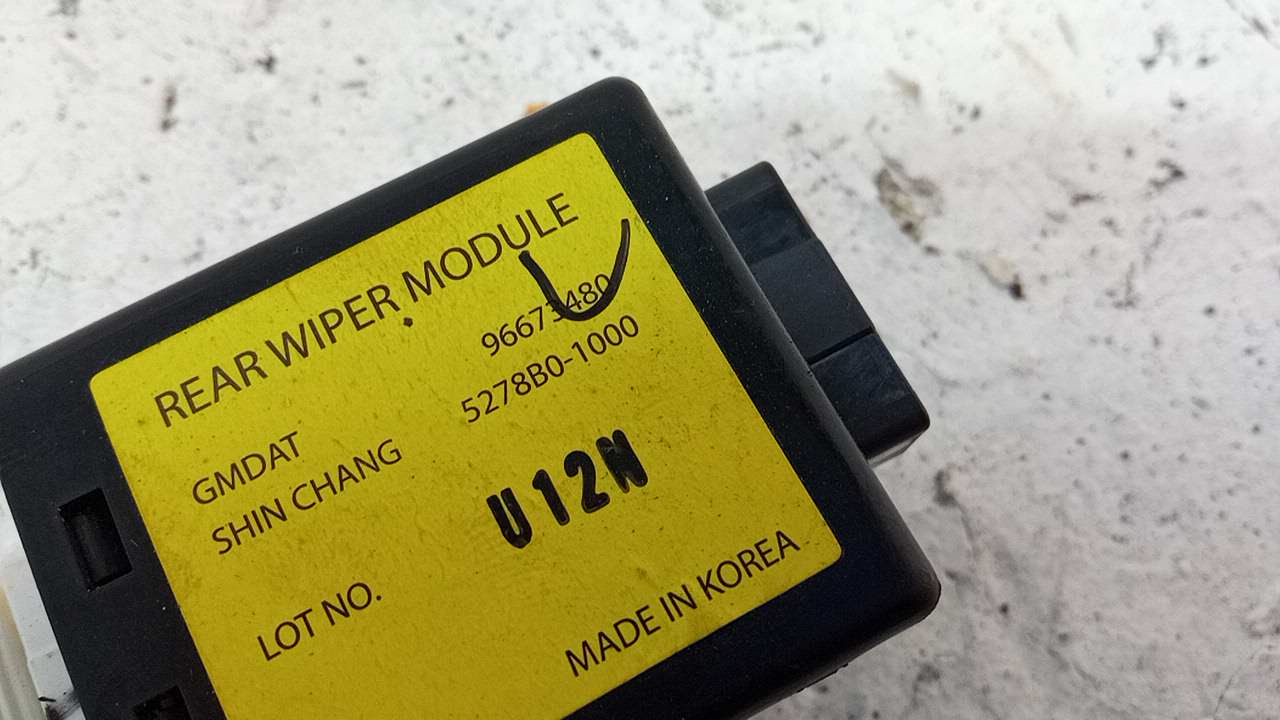 REAR WIPER MODULE
GMDAT 96673480
SHIN CHANG 5278B0-1000
LOT NO. U12N
MADE IN KOREA